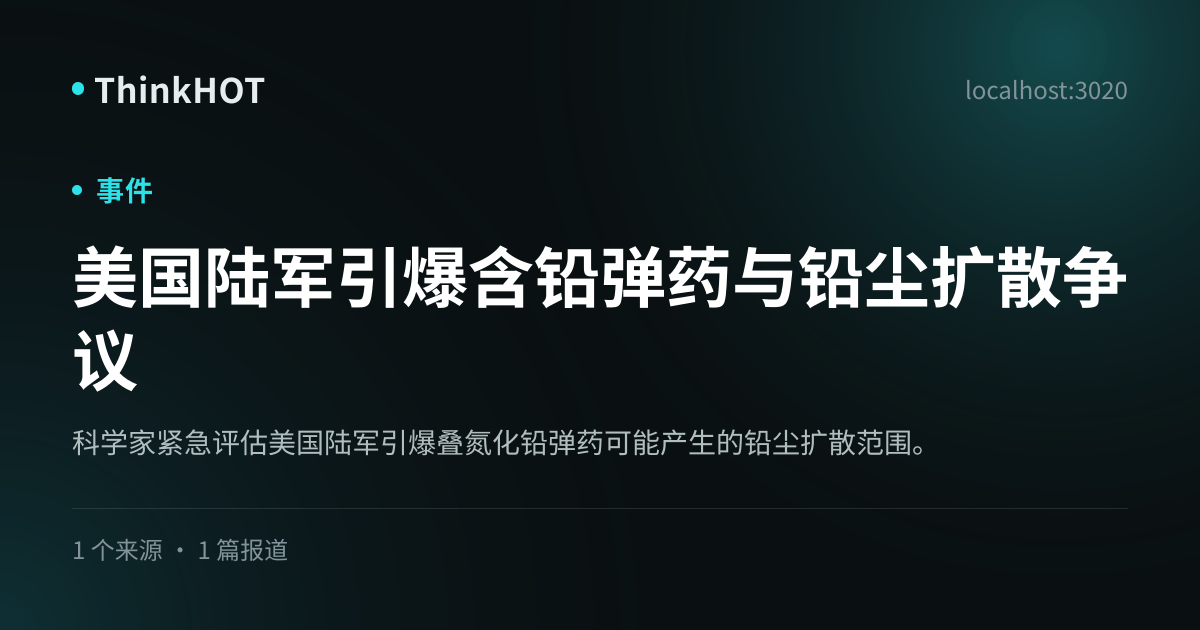 ThinkHOT
localhost:3020
事件
美国陆军引爆含铅弹药与铅尘扩散争
议
科学家紧急评估美国陆军引爆叠氮化铅弹药可能产生的铅尘扩散范围。
1 个来源 · 1 篇报道